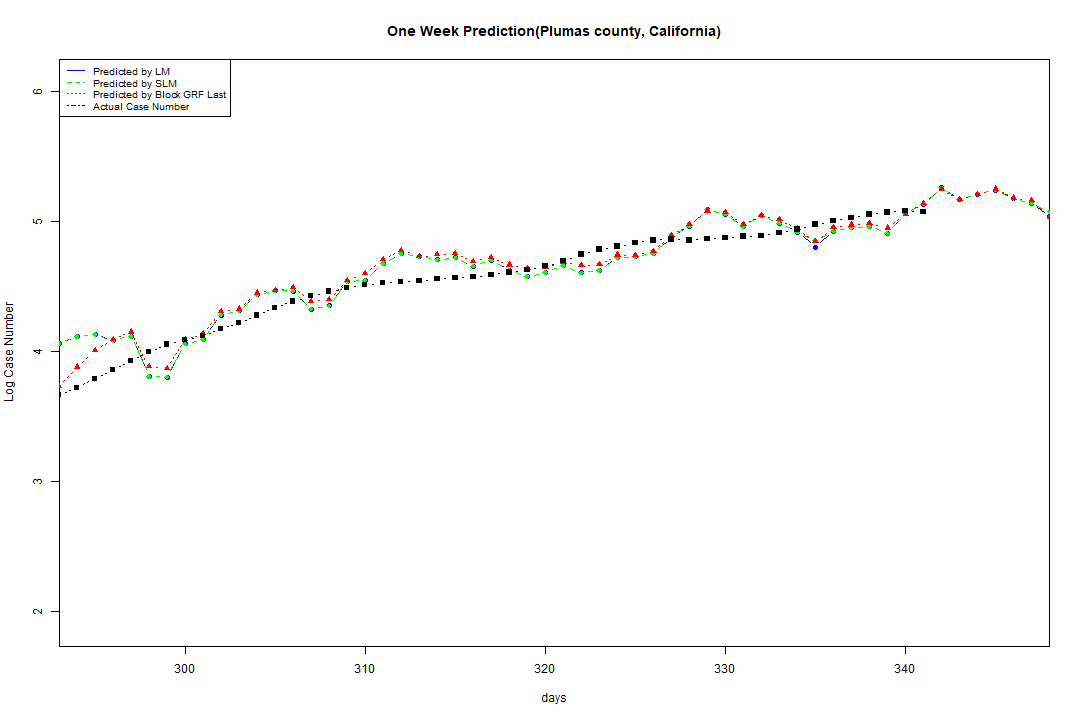 One Week Prediction(Plumas county, California)
Predicted by LM
Predicted by SLM
Predicted by Block GRF Last
Actual Case Number
6
5
4
3
2
Log Case Number
300 310 320 330 340
days